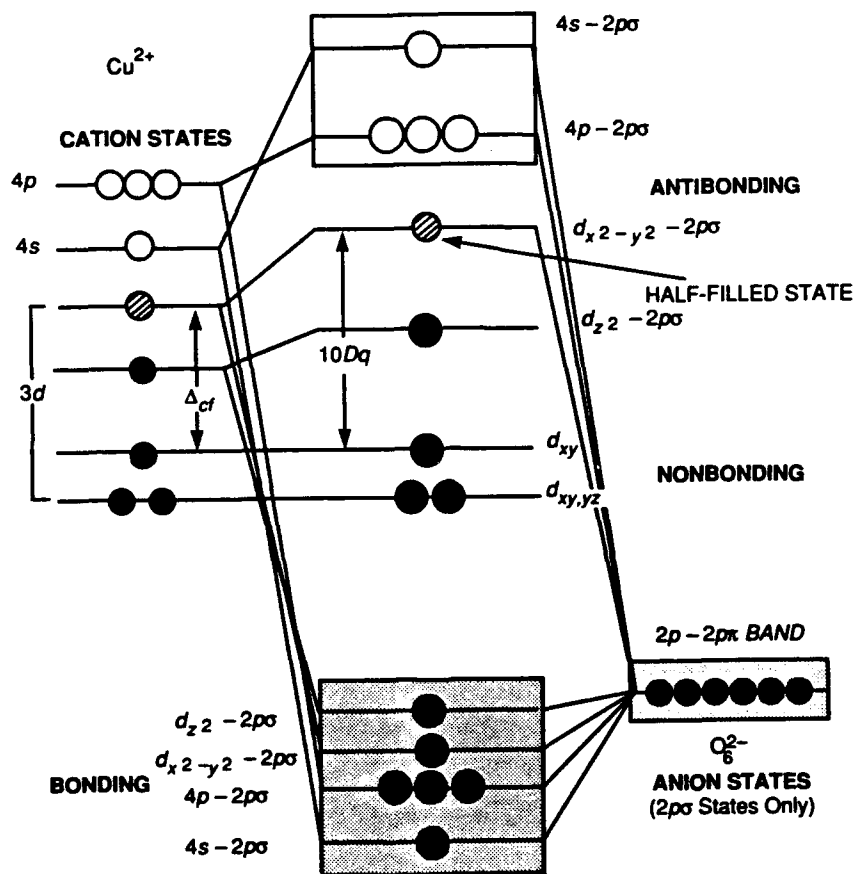 4s – 2pσ
Cu2+
CATION STATES
4p – 2pσ
4p
ANTIBONDING
4s
dx2–y2 – 2pσ
HALF-FILLED STATE
dz2 – 2pσ
10Dq
3d
Δcf
dxy
NONBONDING
dxy,yz
2p – 2pπ BAND
dz2 – 2pσ
dx2–y2 – 2pσ
O62–
BONDING
4p – 2pσ
ANION STATES
(2pσ States Only)
4s – 2pσ